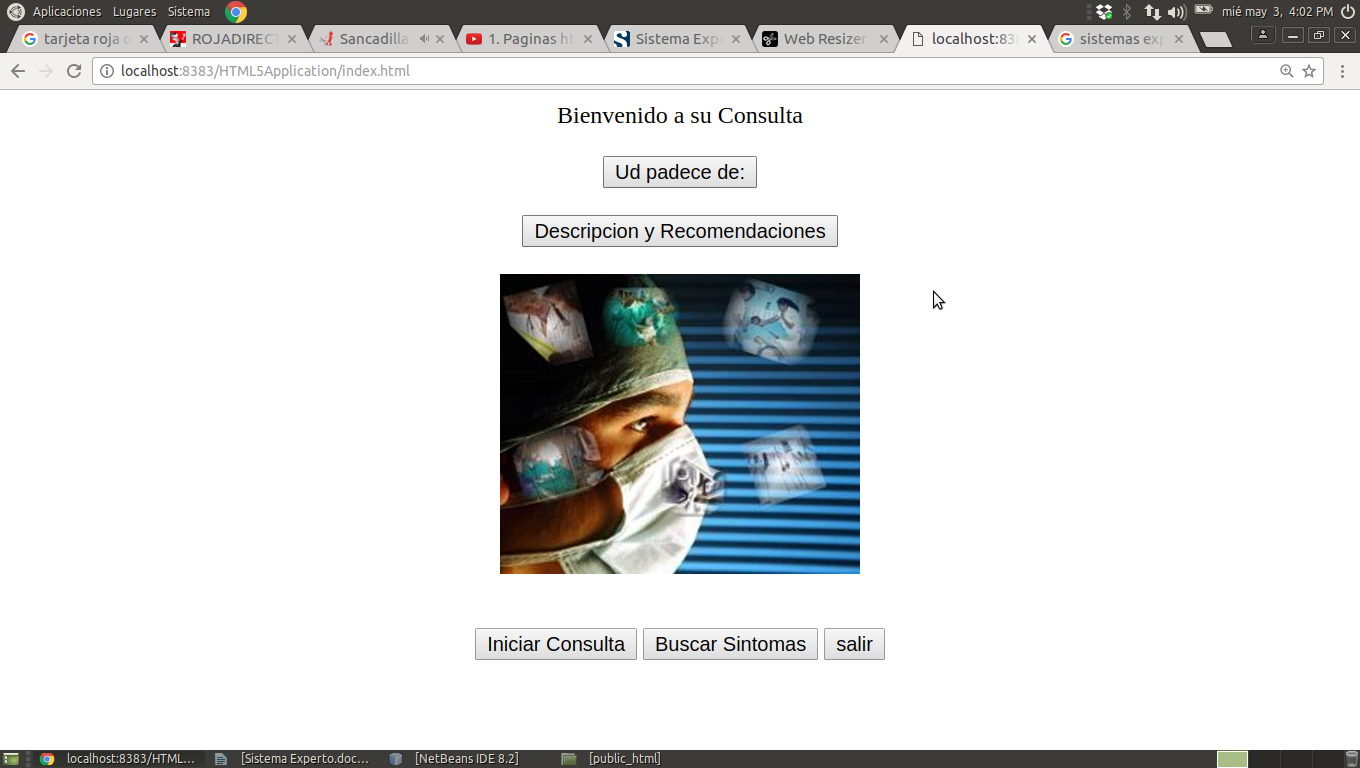 Aplicaciones Lugares Sistema mié may 3, 4:02 PM
tarjeta roja ROJADIRECT Sancadilla 1. Paginas ht Sistema Exp Web Resizer localhost:838 sistemas exp
localhost:8383/HTML5Application/index.html
Bienvenido a su Consulta
Ud padece de:
Descripcion y Recomendaciones
Iniciar Consulta Buscar Sintomas salir
localhost:8383/HTML... [Sistema Experto.doc... [NetBeans IDE 8.2] [public_html]